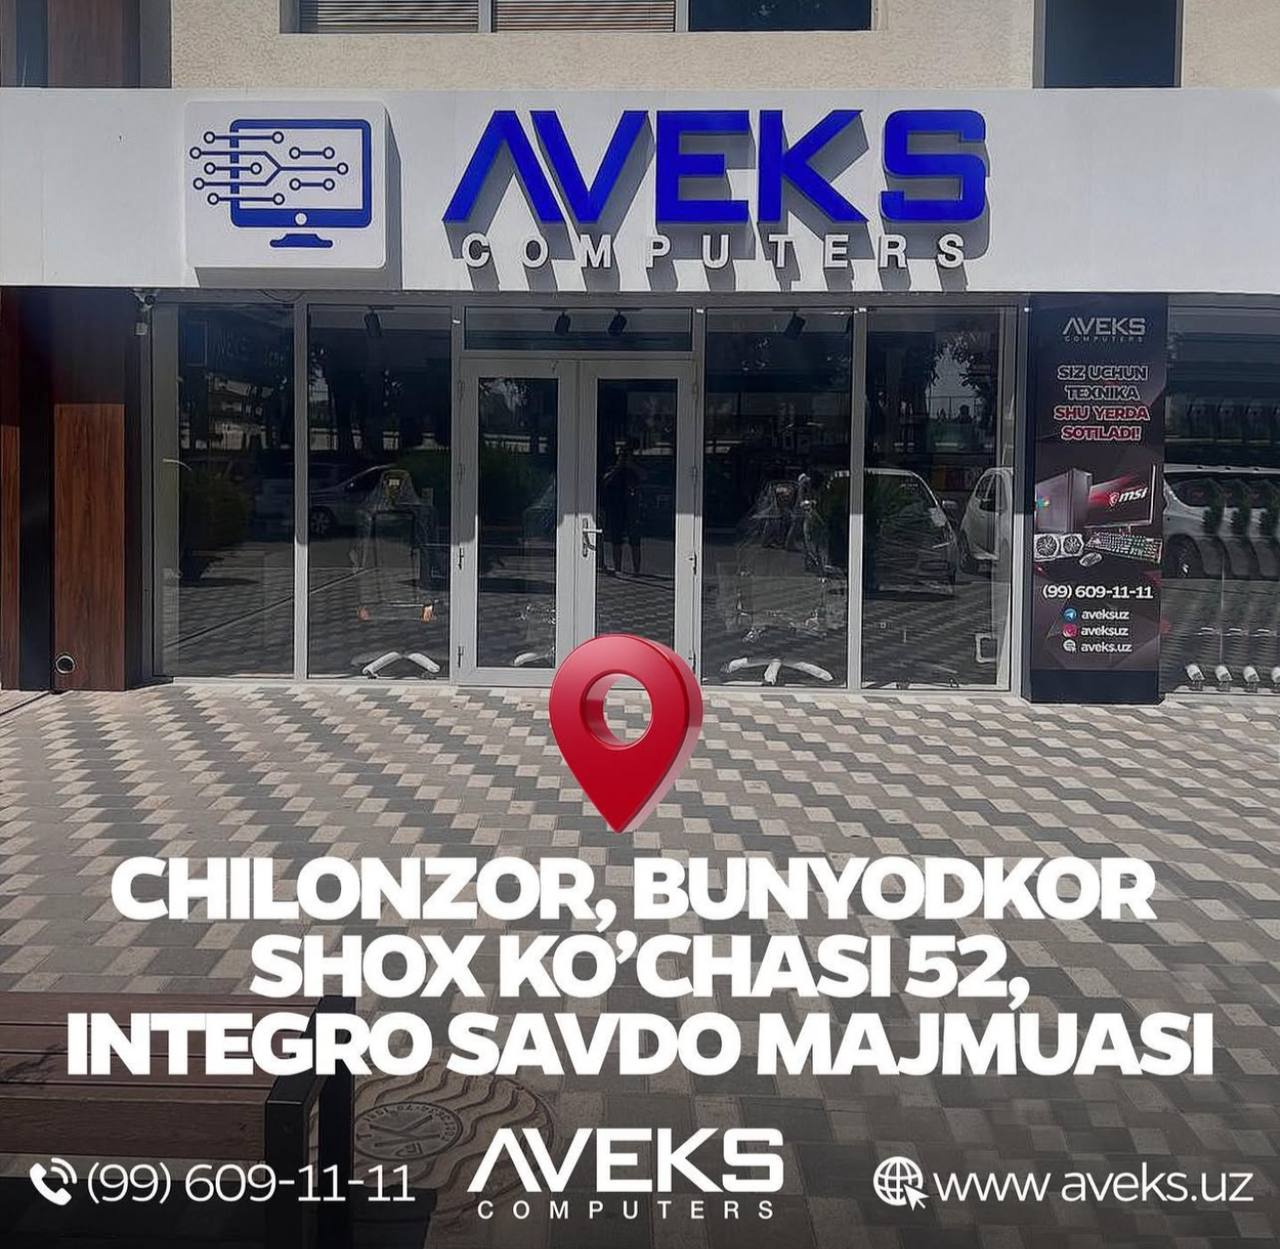 AVEKS
COMPUTERS
AVEKS
COMPUTERS
SIZ UCHUN
TEXNIKA
SHU YERDA
SOTILADI!
msi
(99) 609-11-11
aveksuz
aveksuz
aveks.uz
CHILONZOR, BUNYODKOR
SHOX KO'CHASI 52,
INTEGRO SAVDO MAJMUASI
(99) 609-11-11
AVEKS
COMPUTERS
www aveks.uz